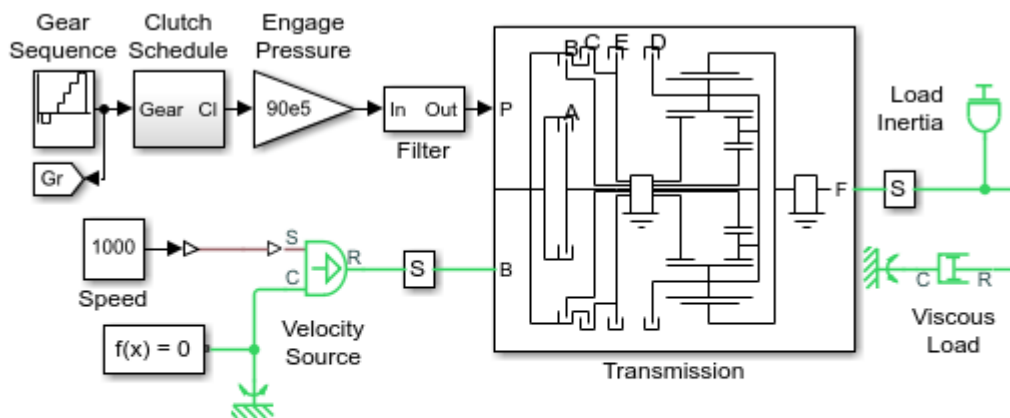 Gear
Sequence
Clutch
Schedule
Engage
Pressure
Gear Cl
90e5
In Out
Filter
Gr
P
B
C
E
D
A
F
B
Load
Inertia
S
1000
Speed
S
C
R
S
f(x) = 0
Velocity
Source
Transmission
C
R
Viscous
Load